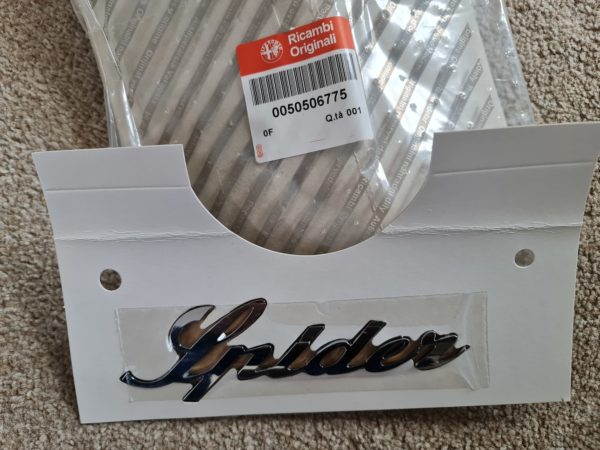 Ricambi
Originali
0050506775
0F
Q.tà 001
Spider